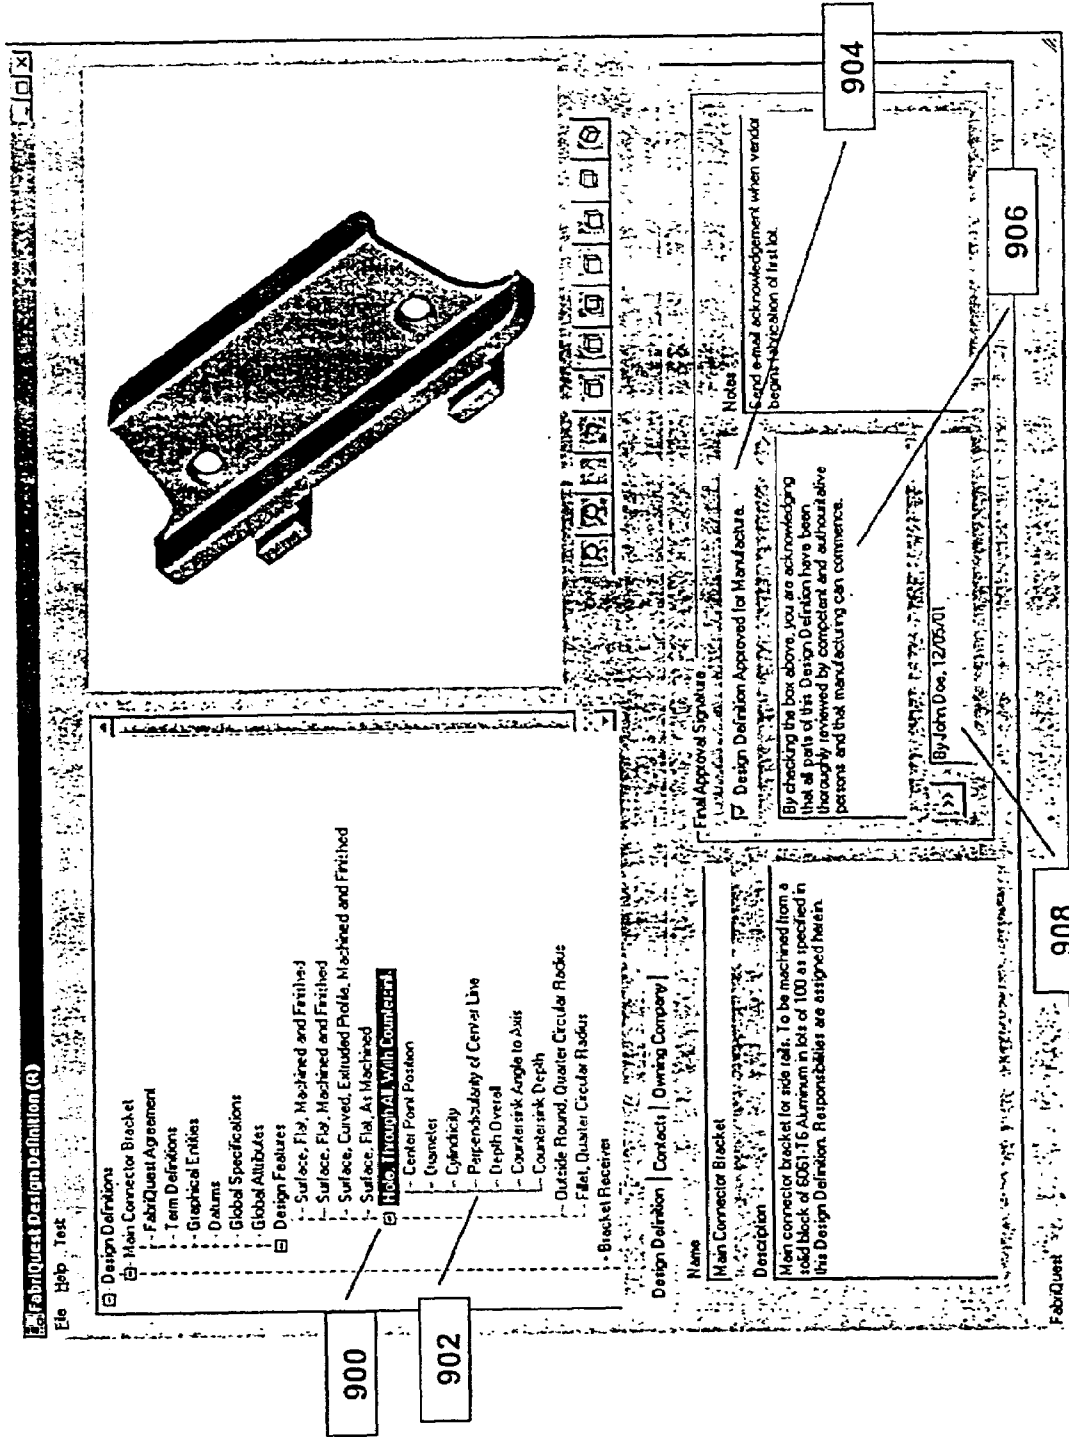 FabriQuest Design Definition (R)
File Help Test
Design Definitions
Main Connector Bracket
FabriQuest Agreement
Term Definitions
Graphical Entities
Datums
Global Specifications
Global Attributes
Design Features
Surface, Flat, Machined and Finished
Surface, Flat, Machined and Finished
Surface, Curved, Extruded Profile, Machined and Finished
Surface, Flat, As Machined
Hole, Through All, With Countersink
Center Point Position
Diameter
Cylindricity
Perpendicularity of Center Line
Depth Overall
Countersink Angle to Axis
Countersink Depth
Outside Round, Quarter Circular Radius
Fillet, Quarter Circular Radius
Bracket Receiver
900
902
Design Definition Contacts Owning Company
Name
Main Connector Bracket
Description
Main connector bracket for side rails. To be machined from a
solid block of 6061-T6 Aluminum in lots of 100 as specified in
this Design Definition. Responsibilities are assigned herein.
Final Approval Signature
Design Definition Approved for Manufacture.
By checking the box above, you are acknowledging
that all parts of this Design Definition have been
thoroughly reviewed by competent and authouritative
persons and that manufacturing can commence.
>>
By John Doe, 12/05/01
Notes
Send e-mail acknowledgement when vendor
begins fabrication of first lot.
904
906
908
FabriQuest